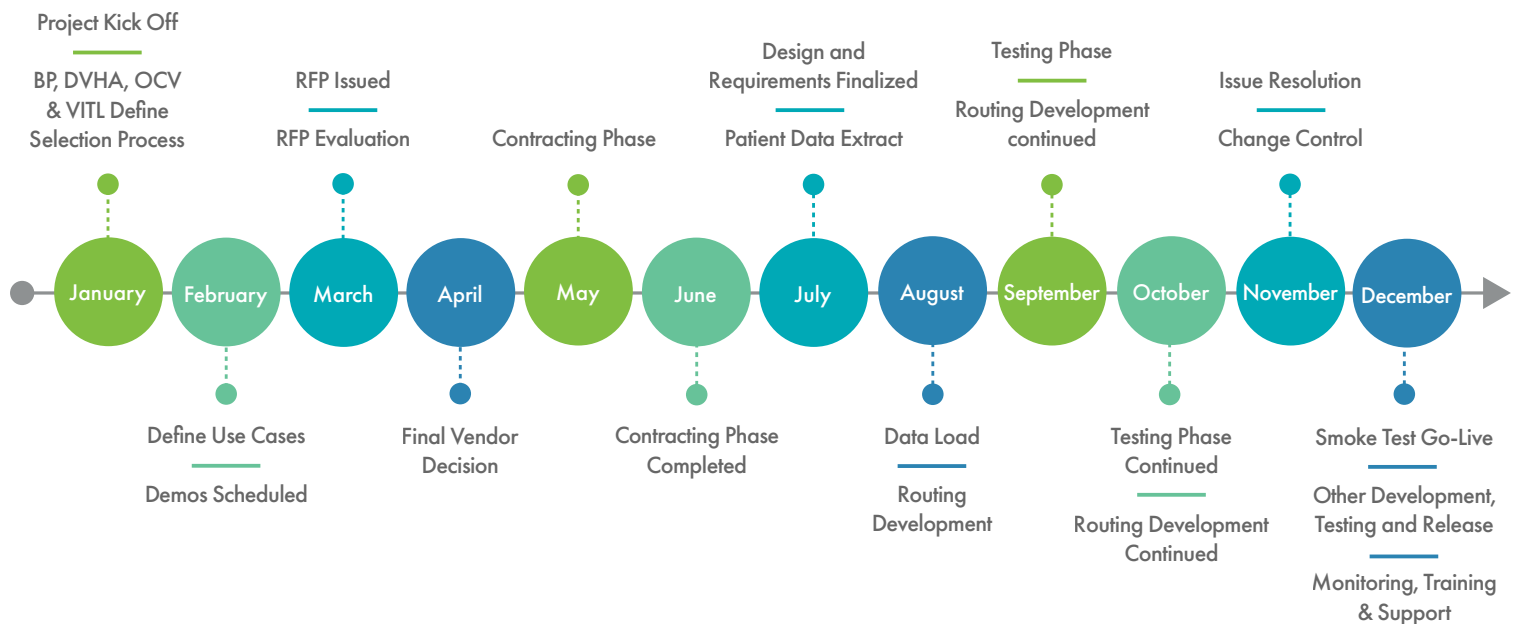 Project Kick Off
BP, DVHA, OCV
& VITL Define
Selection Process
RFP Issued
RFP Evaluation
Contracting Phase
Design and
Requirements Finalized
Patient Data Extract
Testing Phase
Routing Development
continued
Issue Resolution
Change Control
January
February
March
April
May
June
July
August
September
October
November
December
Define Use Cases
Demos Scheduled
Final Vendor
Decision
Contracting Phase
Completed
Data Load
Routing
Development
Testing Phase
Continued
Routing Development
Continued
Smoke Test Go-Live
Other Development,
Testing and Release
Monitoring, Training
& Support